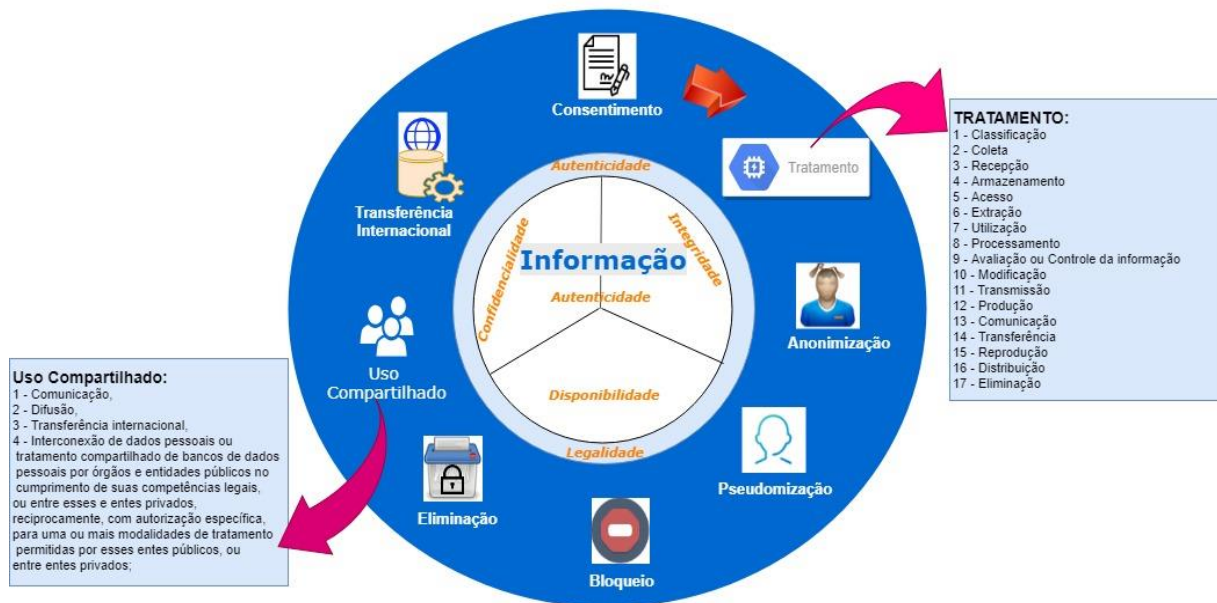 Consentimento
Tratamento
Anonimização
Pseudomização
Bloqueio
Eliminação
Uso
Compartilhado
Transferência
Internacional
Autenticidade
Confidencialidade
Integridade
Informação
Autenticidade
Disponibilidade
Legalidade
TRATAMENTO:
1 - Classificação
2 - Coleta
3 - Recepção
4 - Armazenamento
5 - Acesso
6 - Extração
7 - Utilização
8 - Processamento
9 - Avaliação ou Controle da informação
10 - Modificação
11 - Transmissão
12 - Produção
13 - Comunicação
14 - Transferência
15 - Reprodução
16 - Distribuição
17 - Eliminação
Uso Compartilhado:
1 - Comunicação,
2 - Difusão,
3 - Transferência internacional,
4 - Interconexão de dados pessoais ou
tratamento compartilhado de bancos de dados
pessoais por órgãos e entidades públicos no
cumprimento de suas competências legais,
ou entre esses e entes privados,
reciprocamente, com autorização específica,
para uma ou mais modalidades de tratamento
permitidas por esses entes públicos, ou
entre entes privados;